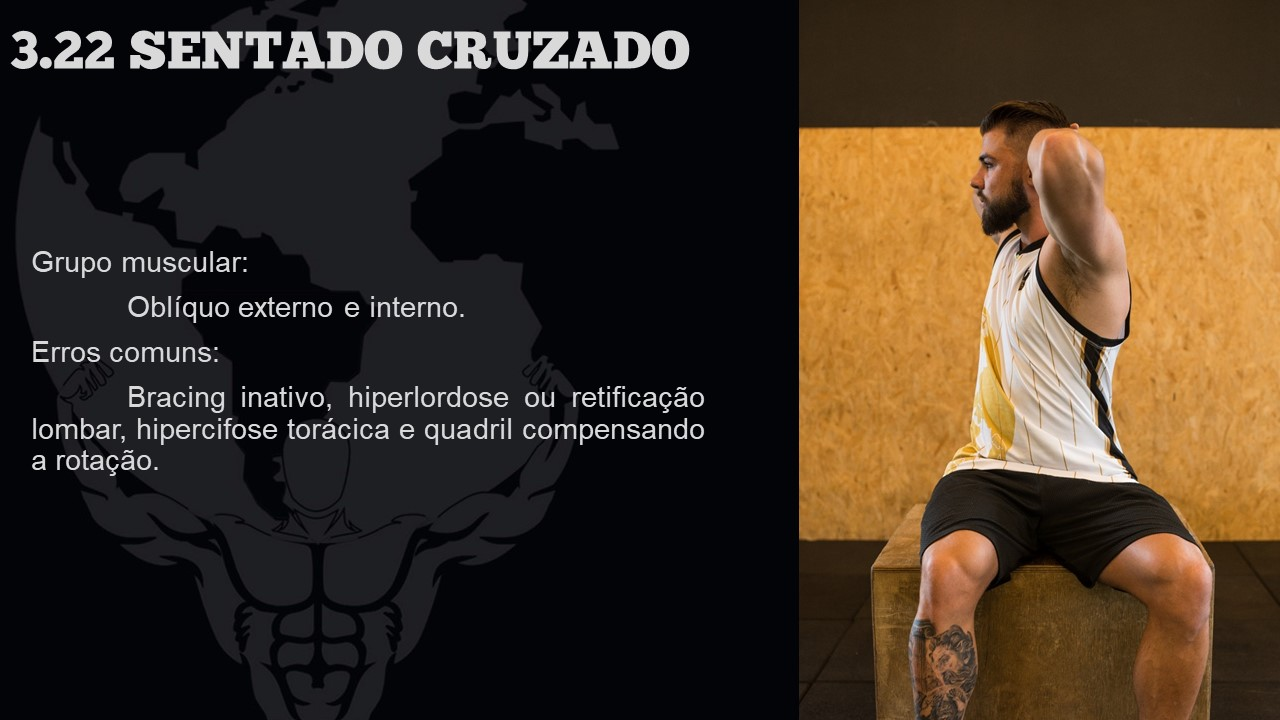 3.22 SENTADO CRUZADO
Grupo muscular:
Oblíquo externo e interno.
Erros comuns:
Bracing inativo, hiperlordose ou retificação
lombar, hipercifose torácica e quadril compensando
a rotação.